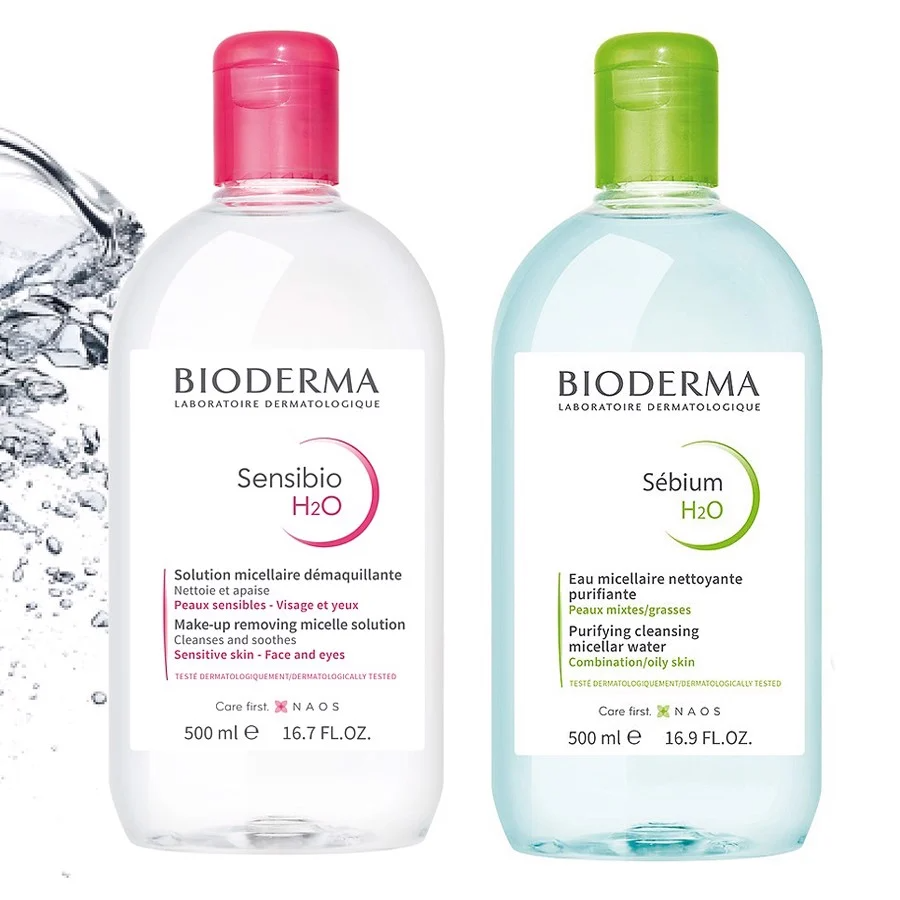 BIODERMA
LABORATOIRE DERMATOLOGIQUE
Sensibio
H2O
Solution micellaire démaquillante
Nettoie et apaise
Peaux sensibles - Visage et yeux
Make-up removing micelle solution
Cleanses and soothes
Sensitive skin - Face and eyes
TESTÉ DERMATOLOGIQUEMENT/DERMATOLOGICALLY TESTED
Care first. NAOS
500 ml ℮ 16.7 FL.OZ.
BIODERMA
LABORATOIRE DERMATOLOGIQUE
Sébium
H2O
Eau micellaire nettoyante
purifiante
Peaux mixtes/grasses
Purifying cleansing
micellar water
Combination/oily skin
TESTÉ DERMATOLOGIQUEMENT/DERMATOLOGICALLY TESTED
Care first. NAOS
500 ml ℮ 16.9 FL.OZ.